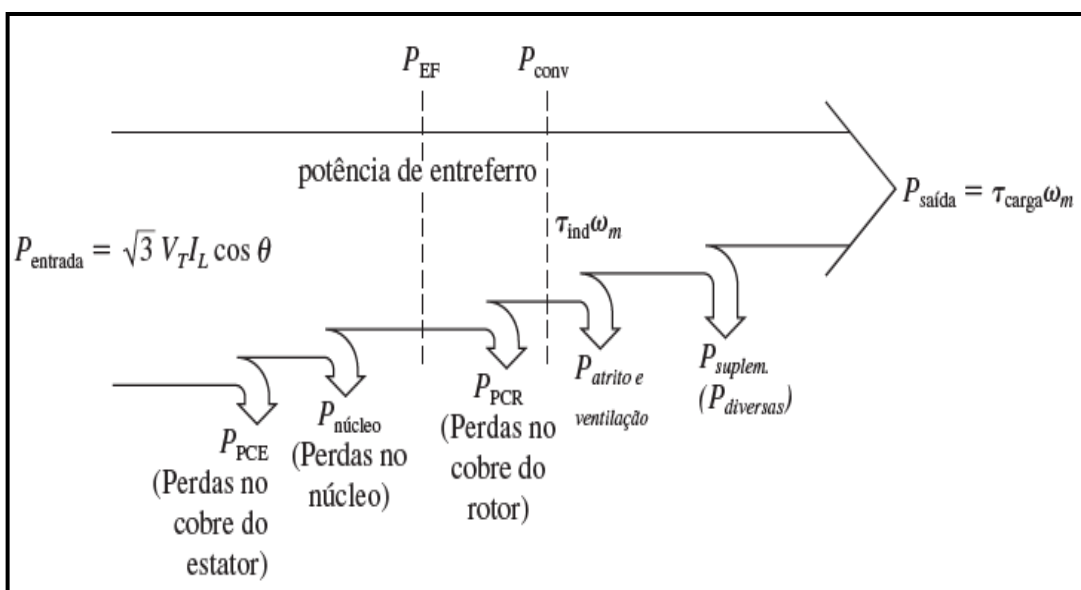 P_EF P_conv
potência de entreferro
P_saída = τ_carga ω_m
τ_ind ω_m
P_entrada = √3 V_T I_L cos θ
P_PCE
(Perdas no
cobre do
estator)
P_núcleo
(Perdas no
núcleo)
P_PCR
(Perdas no
cobre do
rotor)
P_atrito e
ventilação
P_suplem.
(P_diversas)